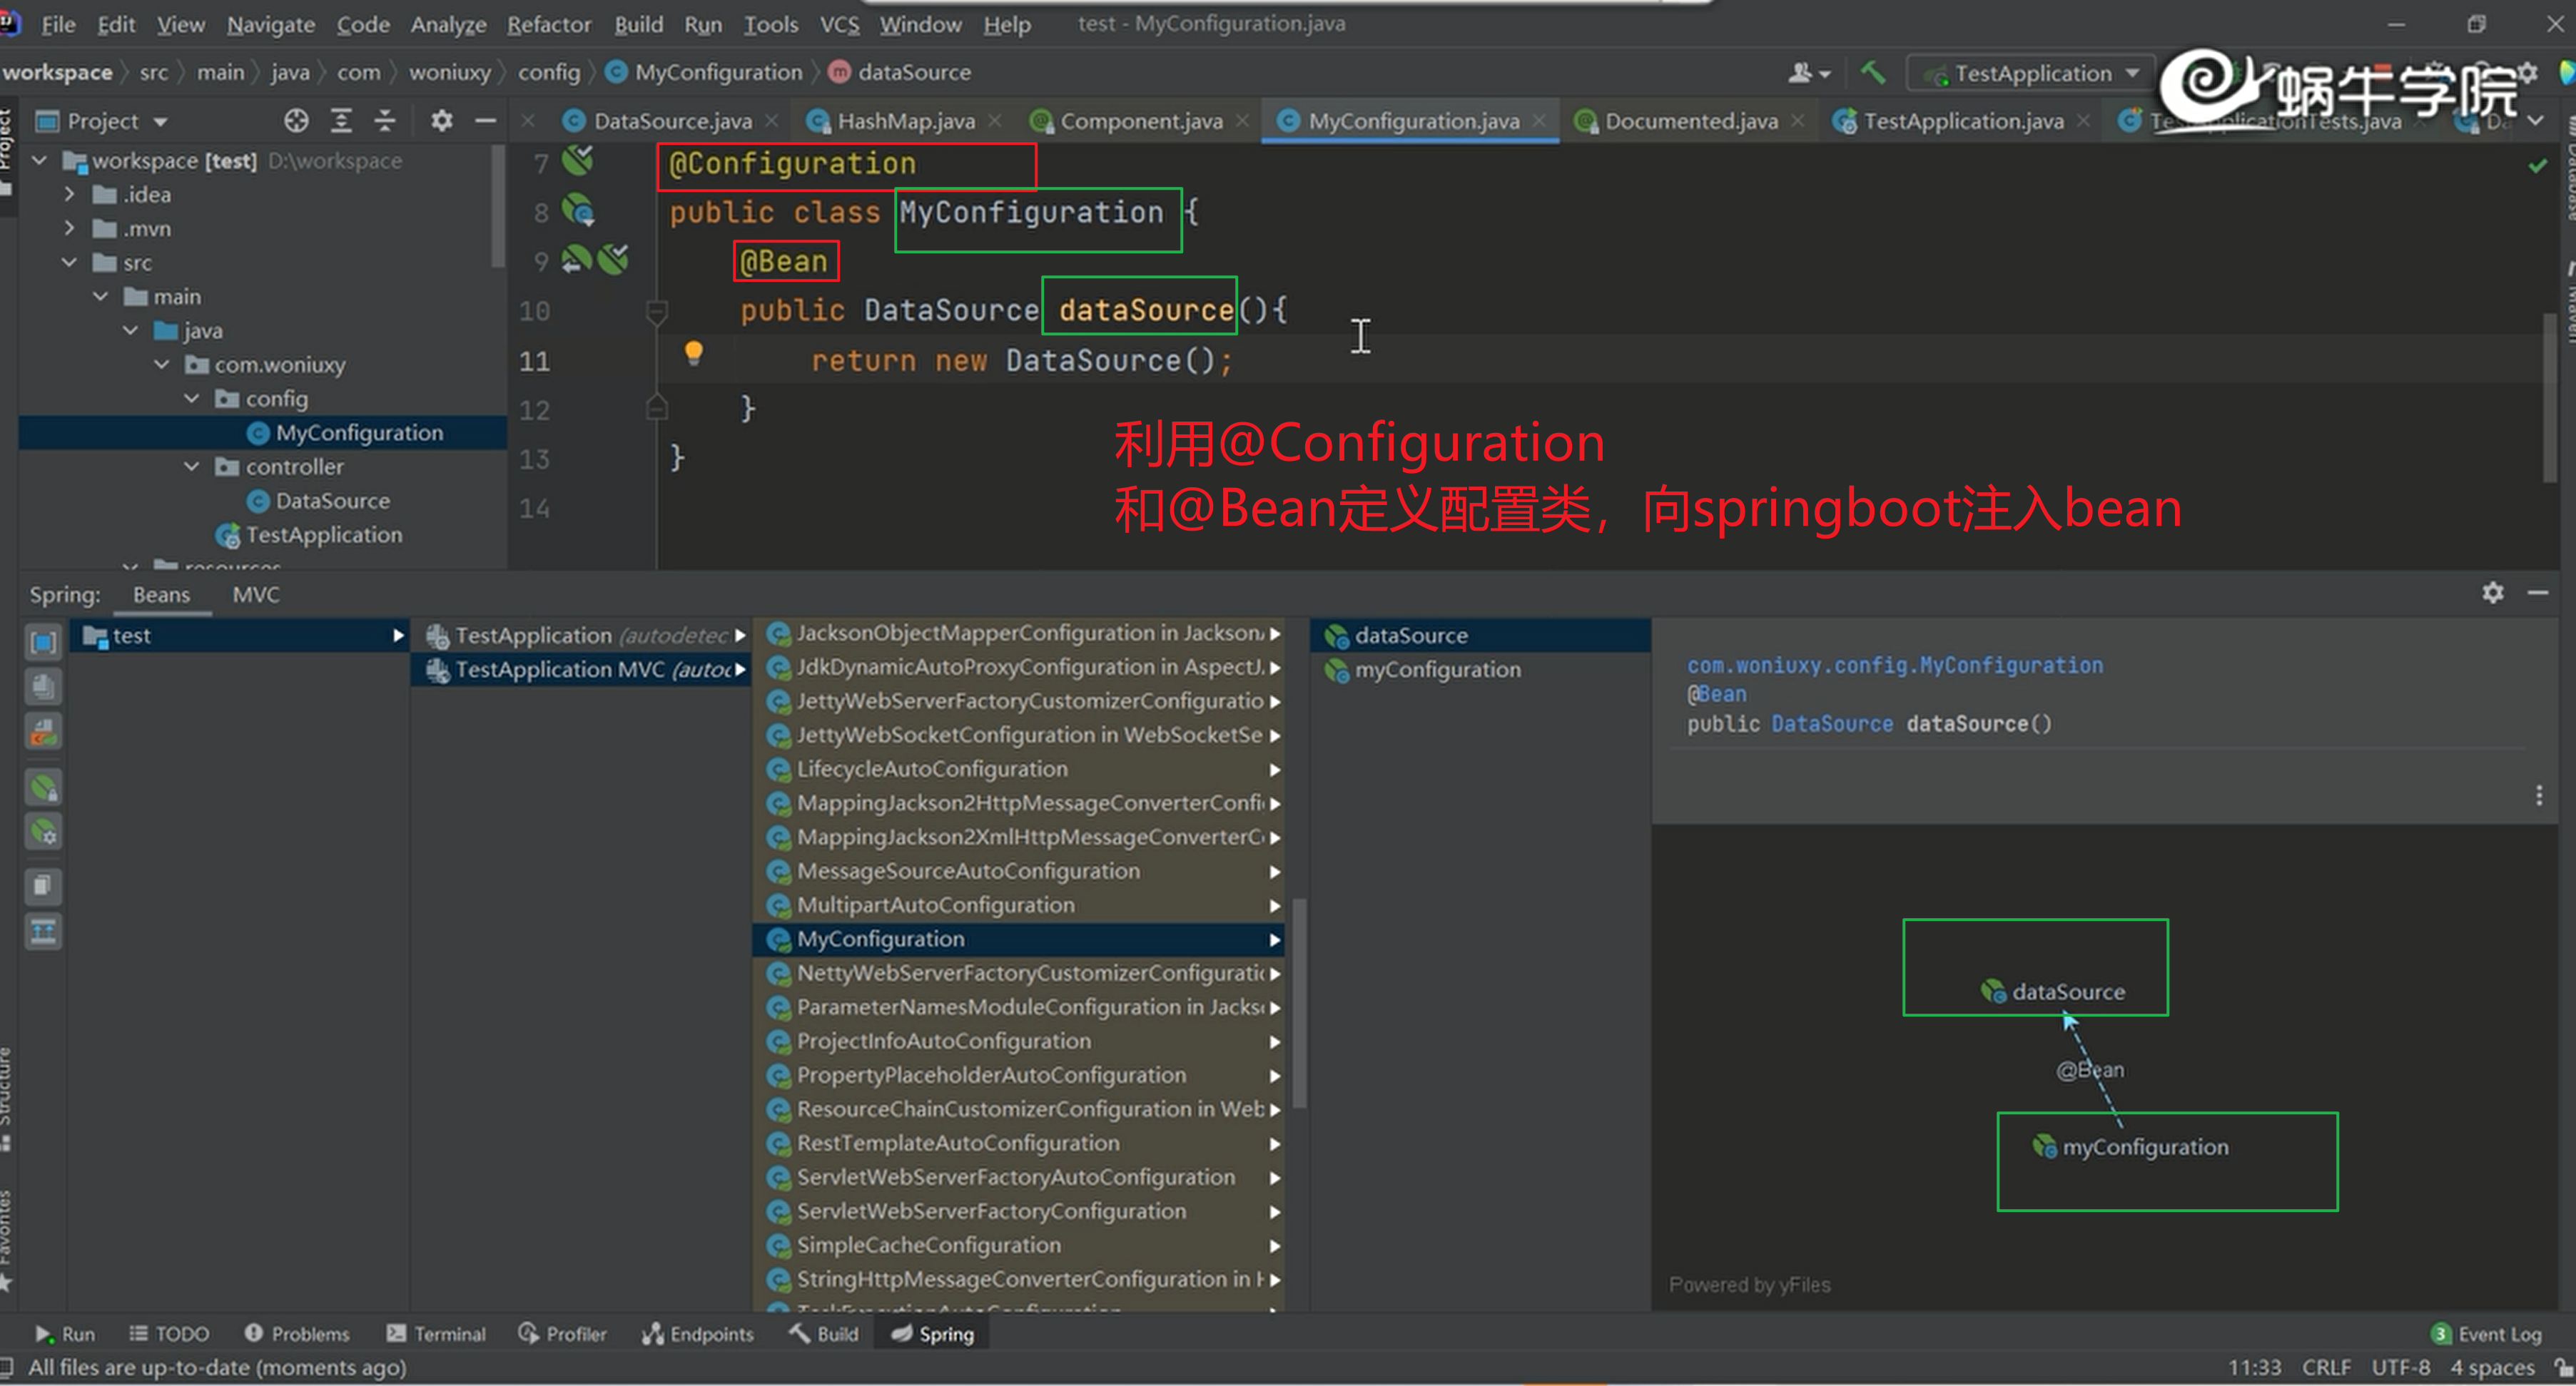 File Edit View Navigate Code Analyze Refactor Build Run Tools VCS Window Help test - MyConfiguration.java
workspace src main java com woniuxy config MyConfiguration dataSource TestApplication
蜗牛学院
Project
DataSource.java HashMap.java Component.java MyConfiguration.java Documented.java TestApplication.java
Project
workspace [test] D:\workspace
.idea
.mvn
src
main
java
com.woniuxy
config
MyConfiguration
controller
DataSource
TestApplication
resources
7 @Configuration
8 public class MyConfiguration {
9 @Bean
10 public DataSource dataSource(){
11 return new DataSource();
12 }
13 }
14
利用@Configuration
和@Bean定义配置类，向springboot注入bean
Spring: Beans MVC
test
TestApplication (autodetec
TestApplication MVC (autoc
JacksonObjectMapperConfiguration in Jackson
JdkDynamicAutoProxyConfiguration in AspectJ
JettyWebServerFactoryCustomizerConfiguratio
JettyWebSocketConfiguration in WebSocketSe
LifecycleAutoConfiguration
MappingJackson2HttpMessageConverterConfi
MappingJackson2XmlHttpMessageConverterC
MessageSourceAutoConfiguration
MultipartAutoConfiguration
MyConfiguration
NettyWebServerFactoryCustomizerConfiguratio
ParameterNamesModuleConfiguration in Jacks
ProjectInfoAutoConfiguration
PropertyPlaceholderAutoConfiguration
ResourceChainCustomizerConfiguration in Web
RestTemplateAutoConfiguration
ServletWebServerFactoryAutoConfiguration
ServletWebServerFactoryConfiguration
SimpleCacheConfiguration
StringHttpMessageConverterConfiguration in H
dataSource
myConfiguration
com.woniuxy.config.MyConfiguration
@Bean
public DataSource dataSource()
dataSource
@Bean
myConfiguration
Powered by yFiles
Structure
Favorites
Run TODO Problems Terminal Profiler Endpoints Build Spring 3 Event Log
All files are up-to-date (moments ago) 11:33 CRLF UTF-8 4 spaces